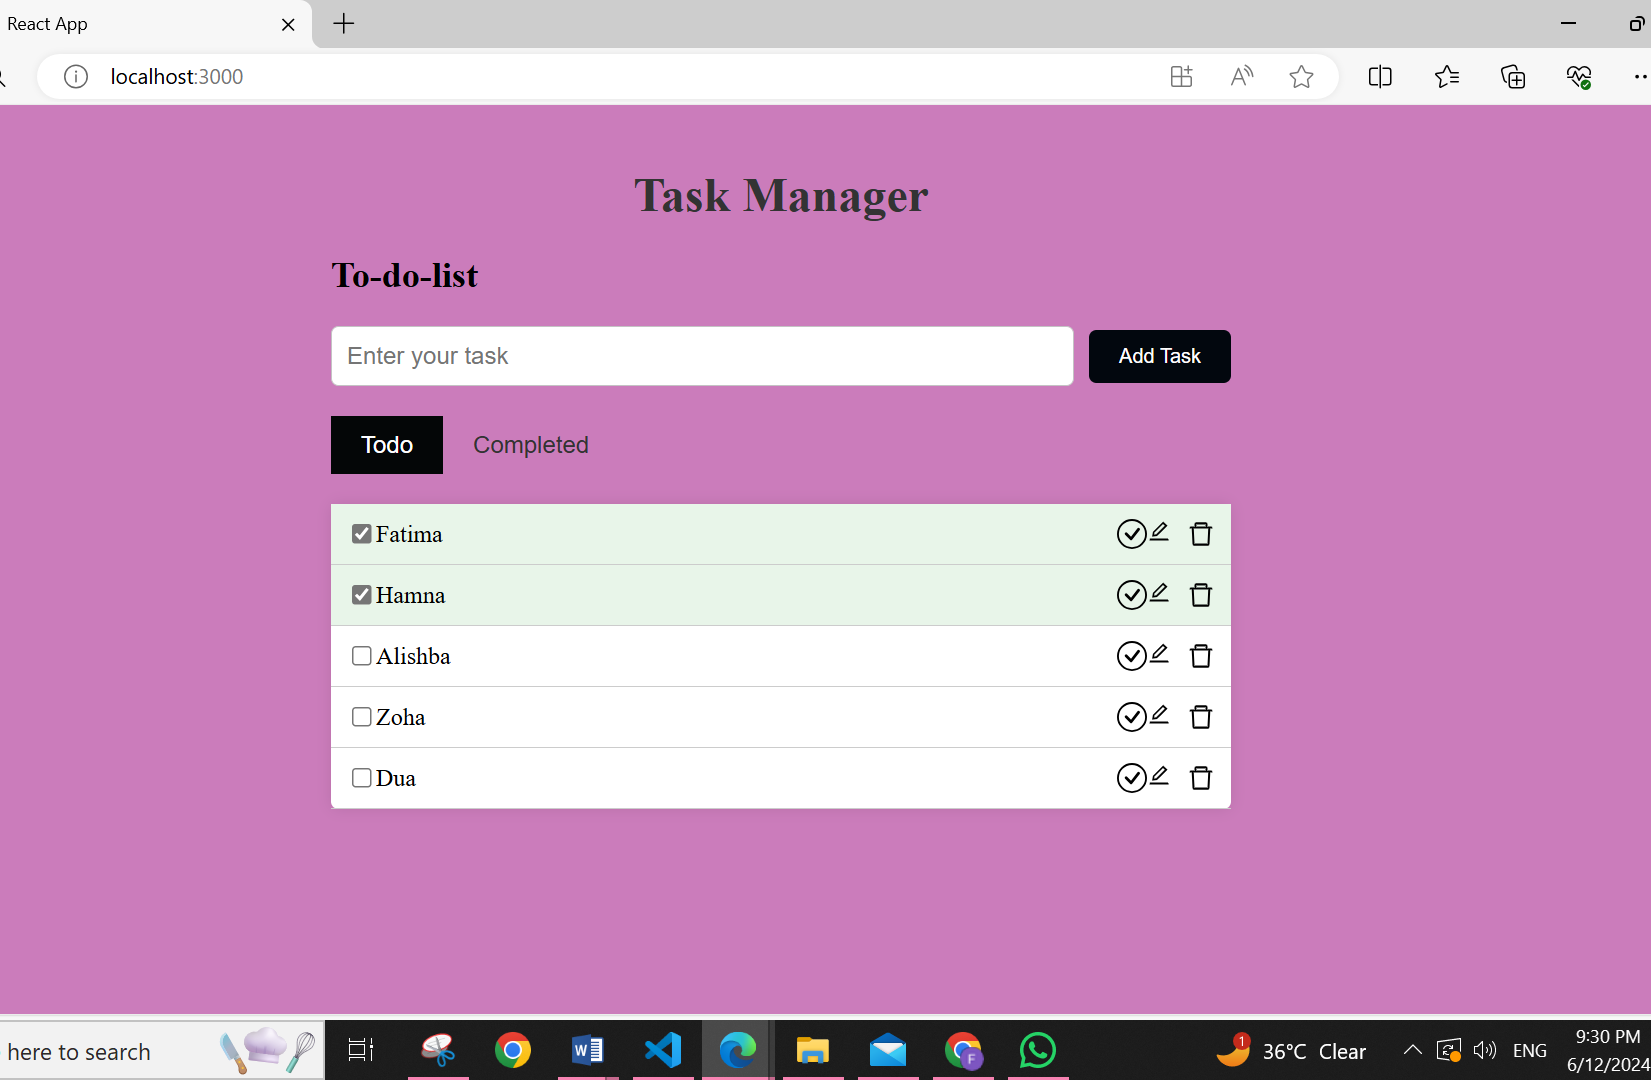 React App
localhost:3000
Task Manager
To-do-list
Enter your task
Add Task
Todo Completed
Fatima
Hamna
Alishba
Zoha
Dua
here to search
1
F
36°C Clear
ENG
9:30 PM
6/12/2024